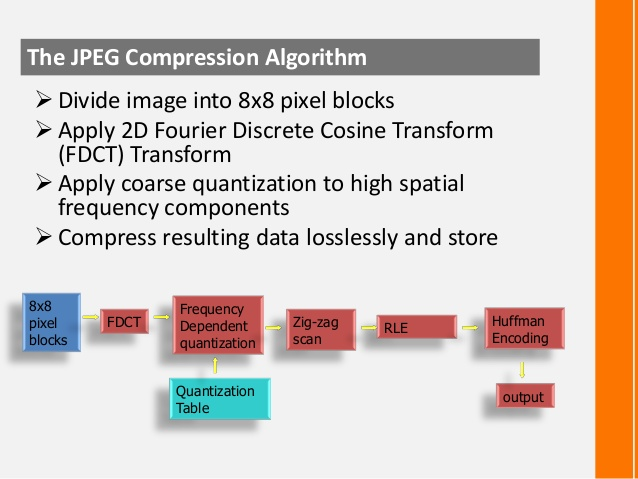 The JPEG Compression Algorithm
➢ Divide image into 8x8 pixel blocks
➢ Apply 2D Fourier Discrete Cosine Transform
(FDCT) Transform
➢ Apply coarse quantization to high spatial
frequency components
➢ Compress resulting data losslessly and store
8x8
pixel
blocks
FDCT
Frequency
Dependent
quantization
Zig-zag
scan
RLE
Huffman
Encoding
Quantization
Table
output